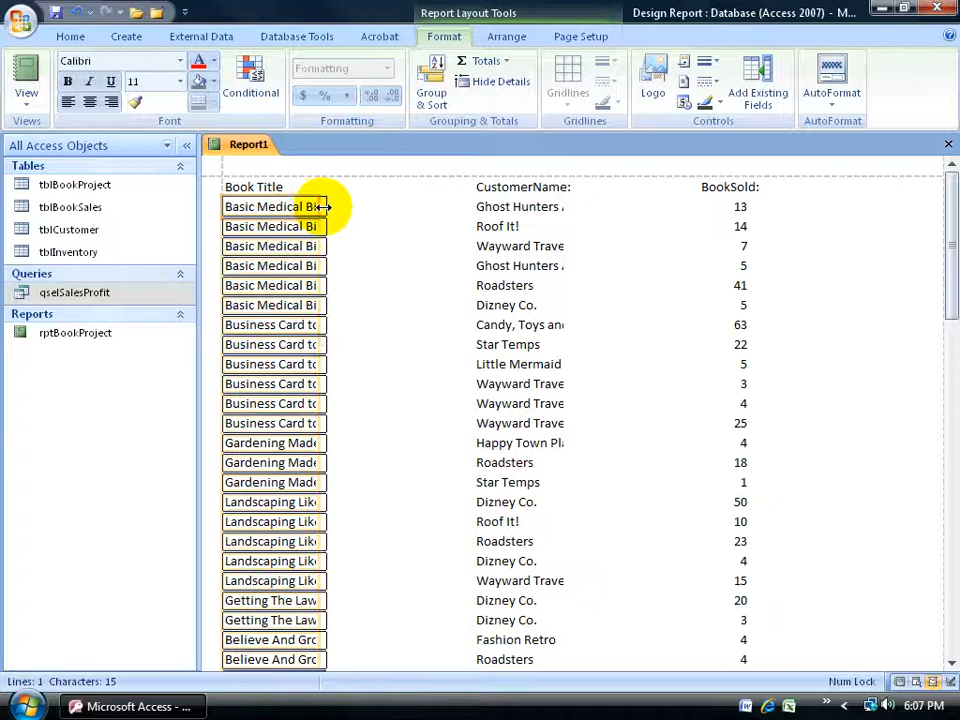 Report Layout Tools
Design Report : Database (Access 2007) - M...
Home
Create
External Data
Database Tools
Acrobat
Format
Arrange
Page Setup
View
Views
Calibri
A
B I U
11
Font
Conditional
Formatting
$ % ,
Formatting
Group
& Sort
Σ Totals
Hide Details
Grouping & Totals
Gridlines
Gridlines
Logo
Add Existing
Fields
Controls
AutoFormat
AutoFormat
All Access Objects
Tables
tblBookProject
tblBookSales
tblCustomer
tblInventory
Queries
qselSalesProfit
Reports
rptBookProject
Report1
Book Title CustomerName: BookSold:
Basic Medical Bi Ghost Hunters 13
Basic Medical Bi Roof It! 14
Basic Medical Bi Wayward Trave 7
Basic Medical Bi Ghost Hunters 5
Basic Medical Bi Roadsters 41
Basic Medical Bi Dizney Co. 5
Business Card to Candy, Toys and 63
Business Card to Star Temps 22
Business Card to Little Mermaid 5
Business Card to Wayward Trave 3
Business Card to Wayward Trave 4
Business Card to Wayward Trave 25
Gardening Made Happy Town Pla 4
Gardening Made Roadsters 18
Gardening Made Star Temps 1
Landscaping Like Dizney Co. 50
Landscaping Like Roof It! 10
Landscaping Like Roadsters 23
Landscaping Like Dizney Co. 4
Landscaping Like Wayward Trave 15
Getting The Law Dizney Co. 20
Getting The Law Dizney Co. 3
Believe And Gro Fashion Retro 4
Believe And Gro Roadsters 4
Lines: 1 Characters: 15
Num Lock
Microsoft Access - ...
6:07 PM